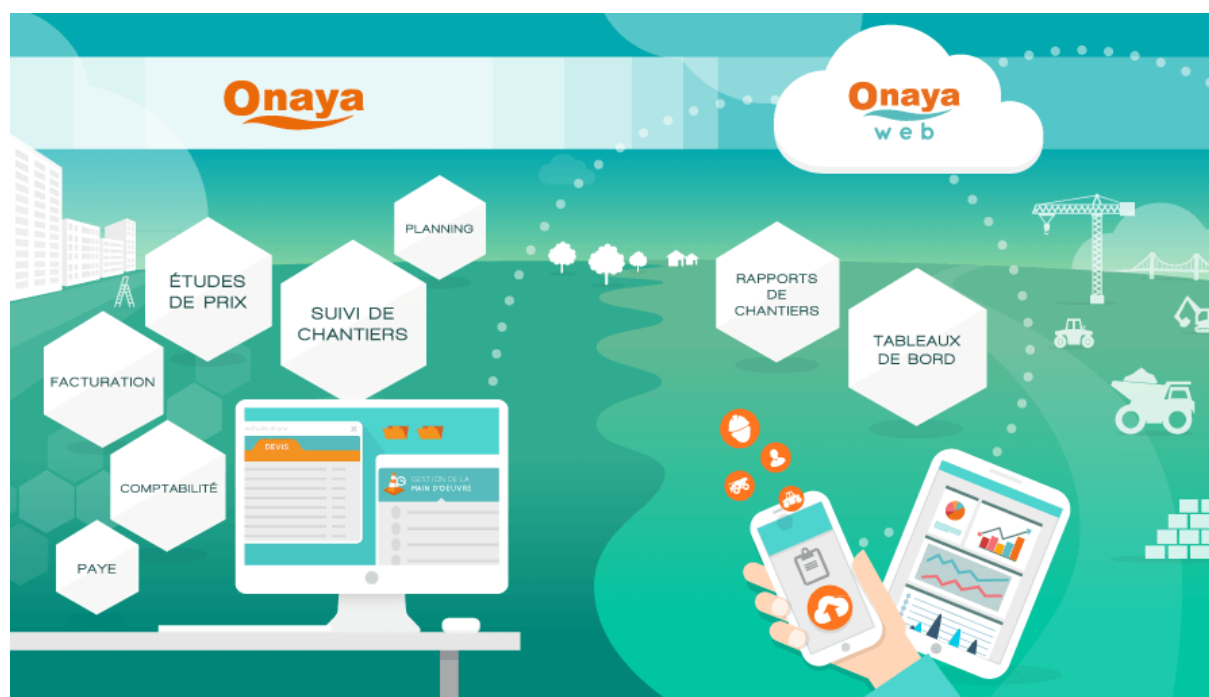 Onaya
Onaya
web
PLANNING
ÉTUDES
DE PRIX
SUIVI DE
CHANTIERS
FACTURATION
COMPTABILITÉ
PAYE
DEVIS
GESTION DE LA
MAIN D'OEUVRE
RAPPORTS
DE
CHANTIERS
TABLEAUX
DE BORD